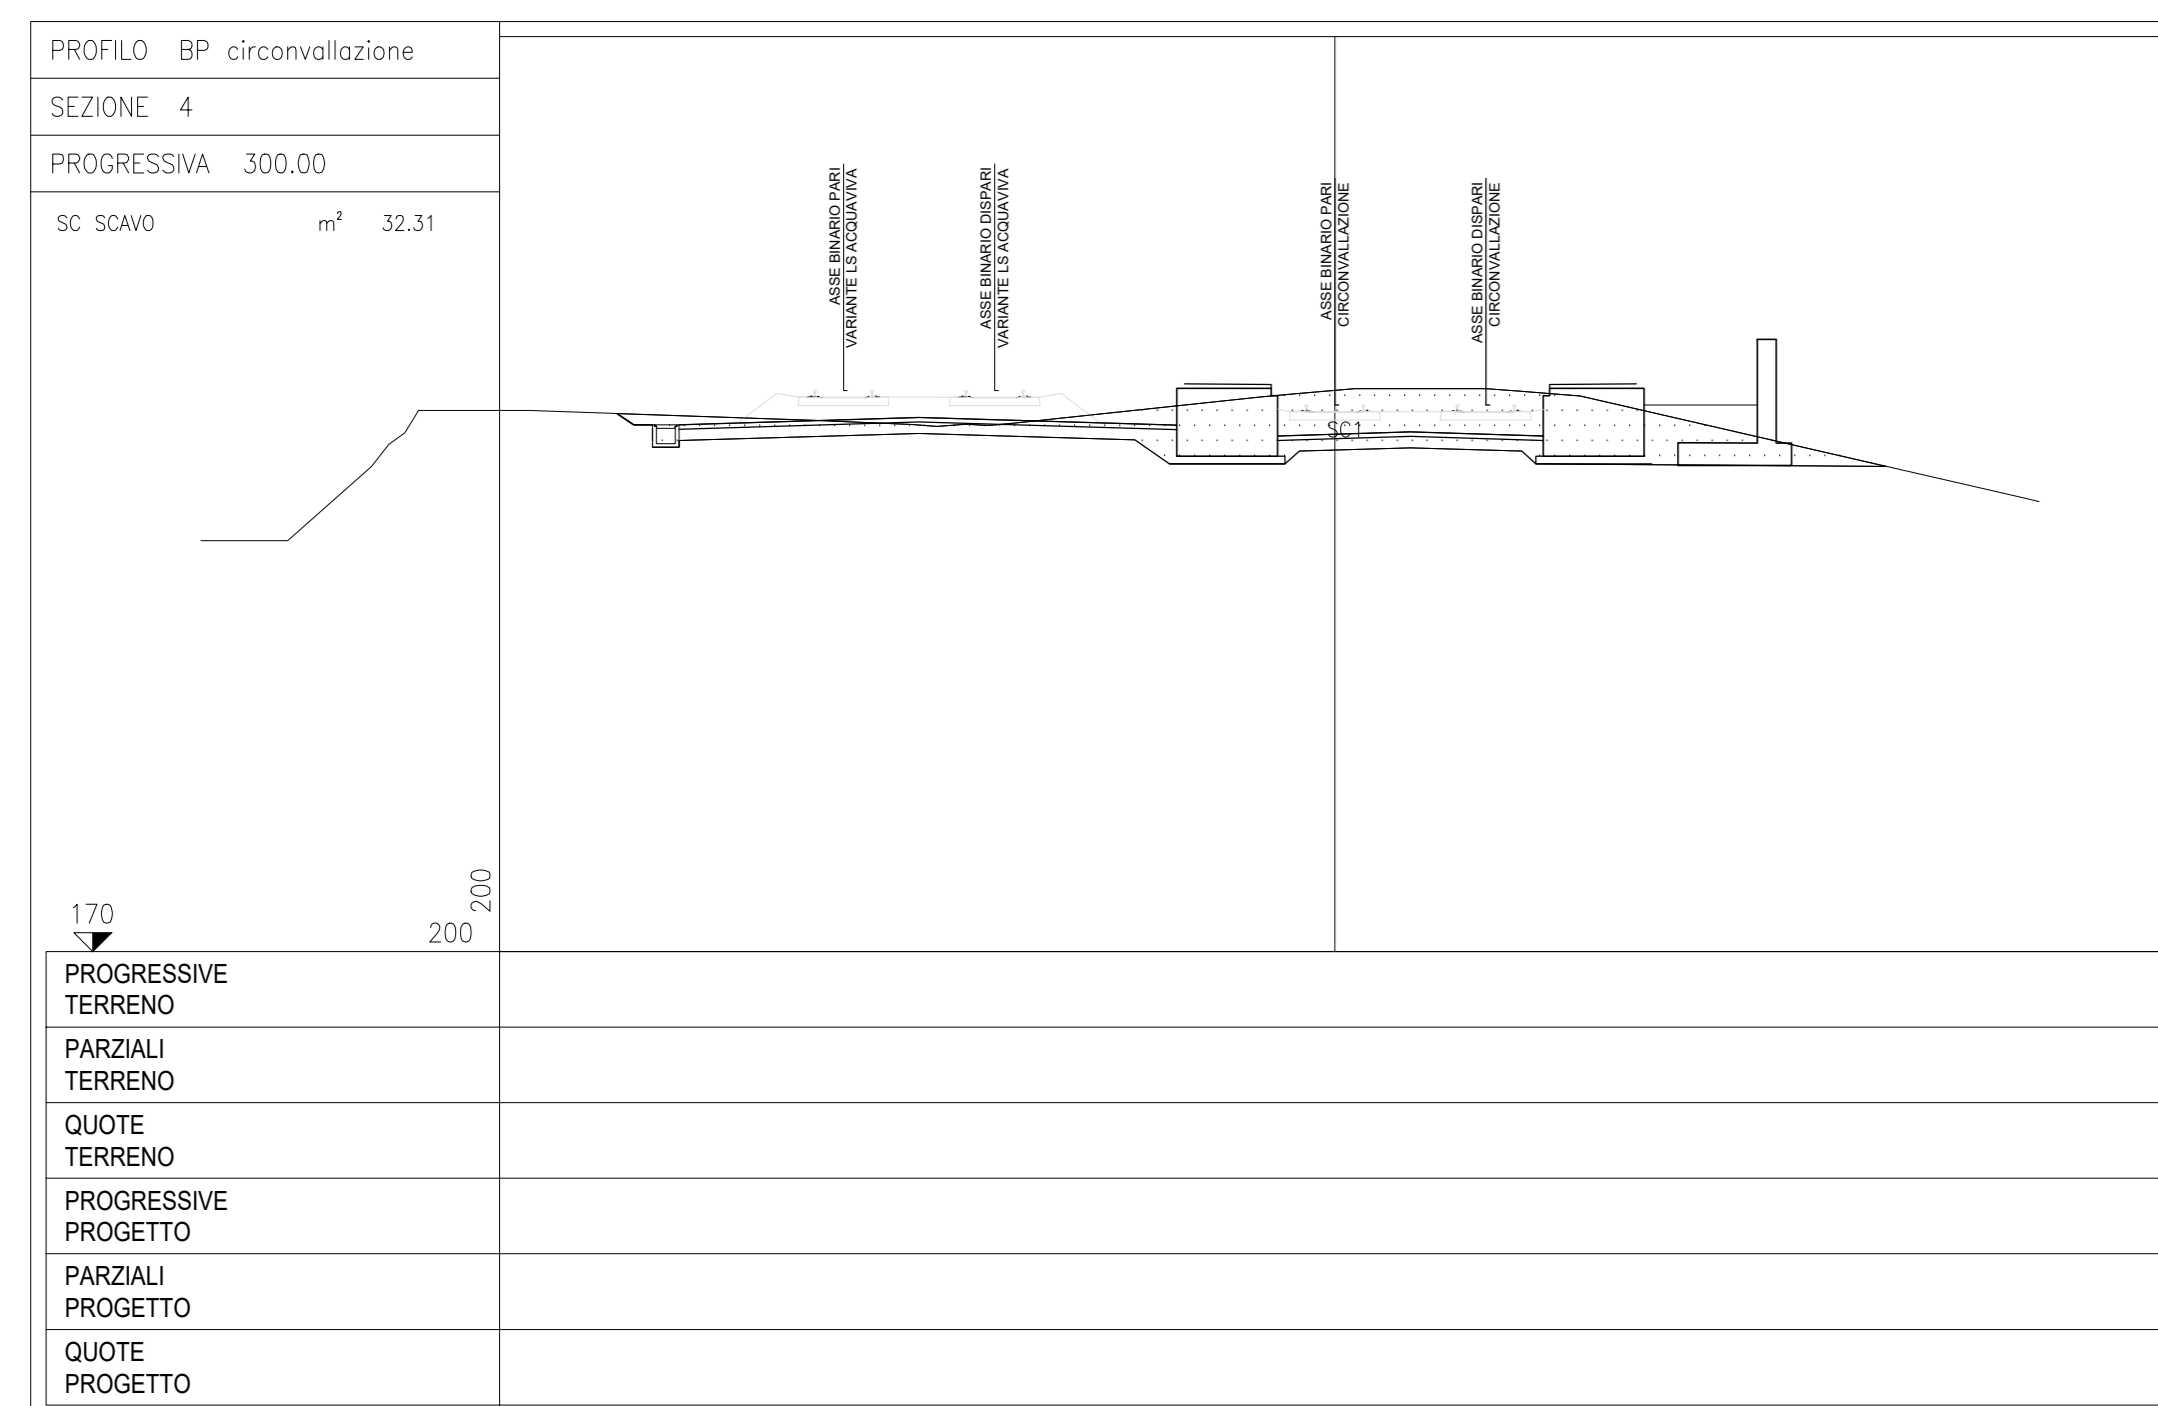 PROFILO BP circonvallazione
SEZIONE 4
PROGRESSIVA 300.00
SC SCAVO m² 32.31
ASSE BINARIO PARI
VARIANTE LS ACQUAVIVA
ASSE BINARIO DISPARI
VARIANTE LS ACQUAVIVA
ASSE BINARIO PARI
CIRCONVALLAZIONE
ASSE BINARIO DISPARI
CIRCONVALLAZIONE
SC1
200
170
200
PROGRESSIVE
TERRENO
PARZIALI
TERRENO
QUOTE
TERRENO
PROGRESSIVE
PROGETTO
PARZIALI
PROGETTO
QUOTE
PROGETTO